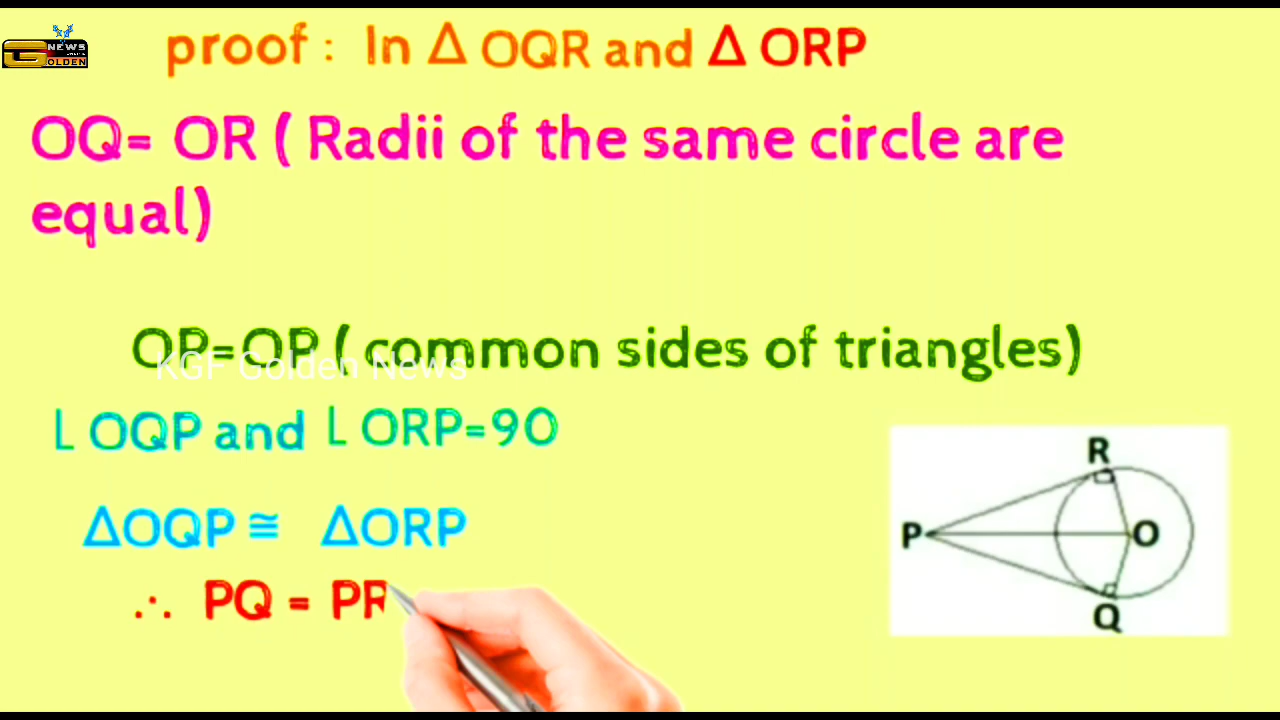 NEWS
GOLDEN
proof : In Δ OQR and Δ ORP
OQ= OR ( Radii of the same circle are
equal)
OP=OP ( common sides of triangles)
KGF Golden News
L OQP and L ORP=90
ΔOQP ≅ ΔORP
∴ PQ = PR
R
P
O
Q